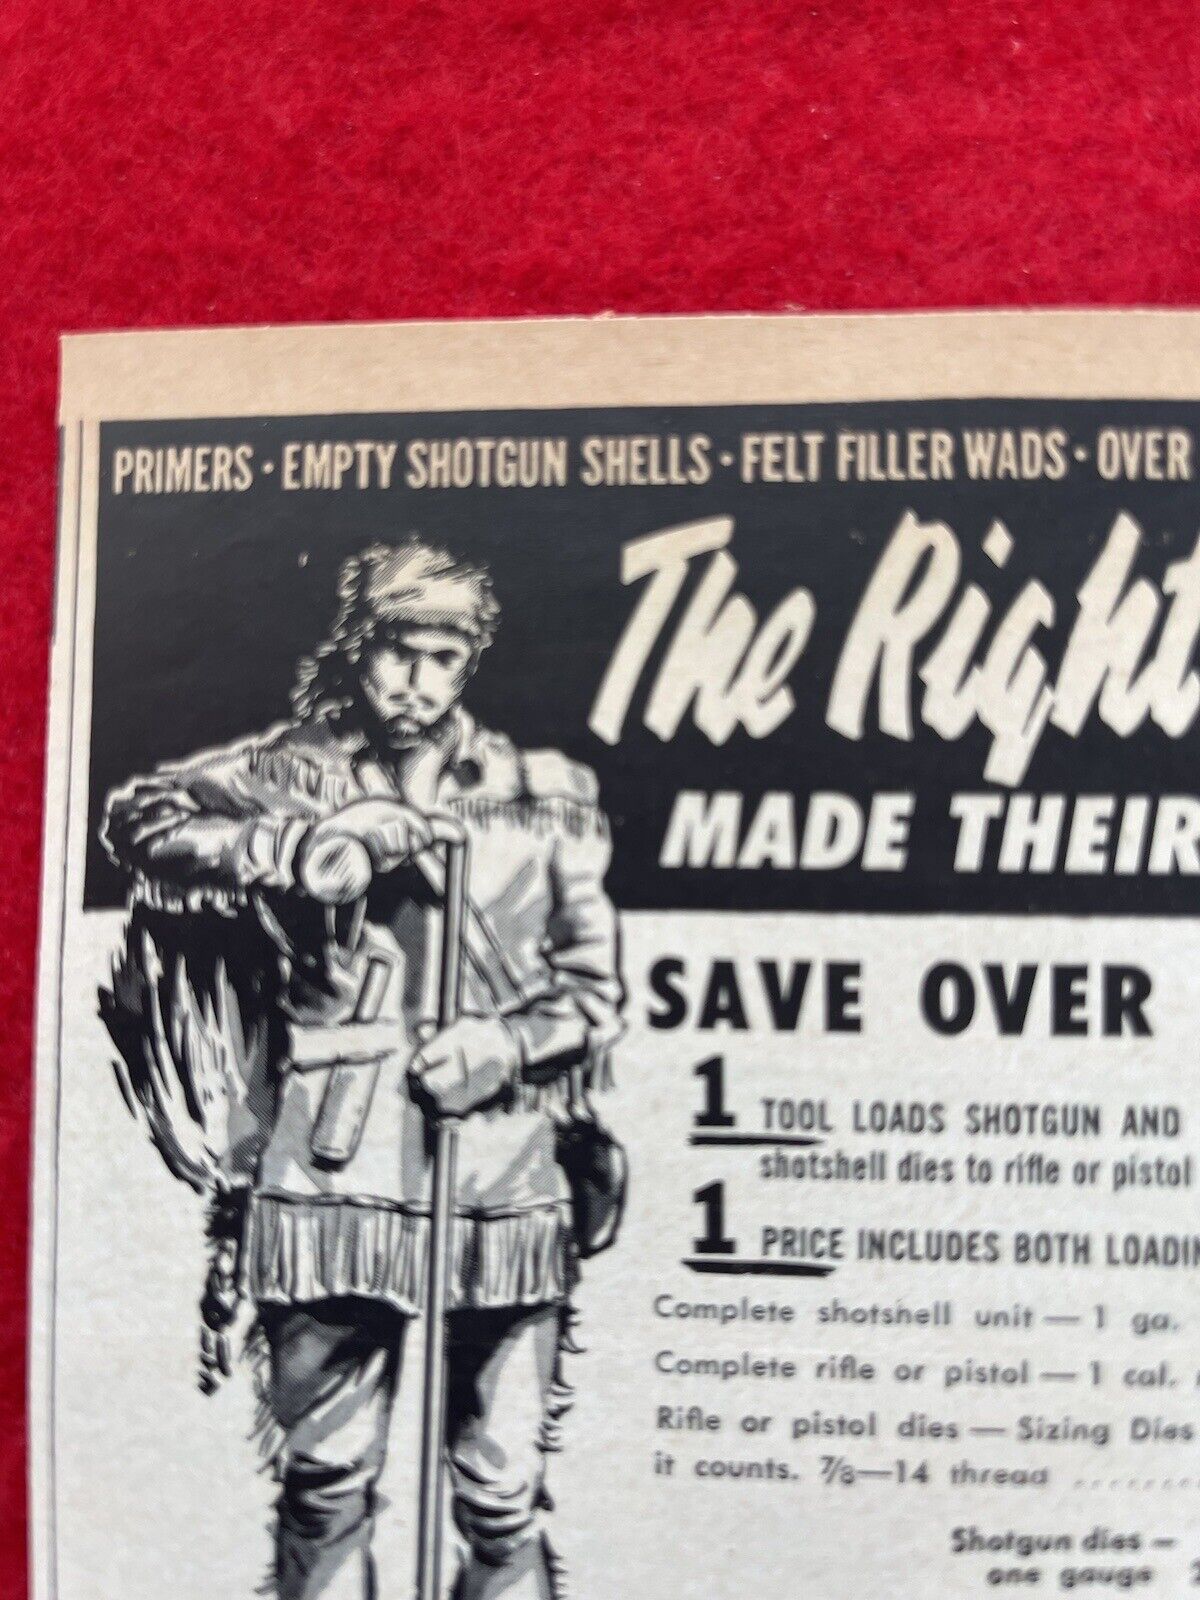 PRIMERS · EMPTY SHOTGUN SHELLS · FELT FILLER WADS · OVER
The Right
MADE THEIR
SAVE OVER
1 TOOL LOADS SHOTGUN AND
shotshell dies to rifle or pistol
1 PRICE INCLUDES BOTH LOADIN
Complete shotshell unit — 1 ga.
Complete rifle or pistol — 1 cal.
Rifle or pistol dies — Sizing Dies
it counts. 7/8—14 thread ........
Shotgun dies —
one gauge